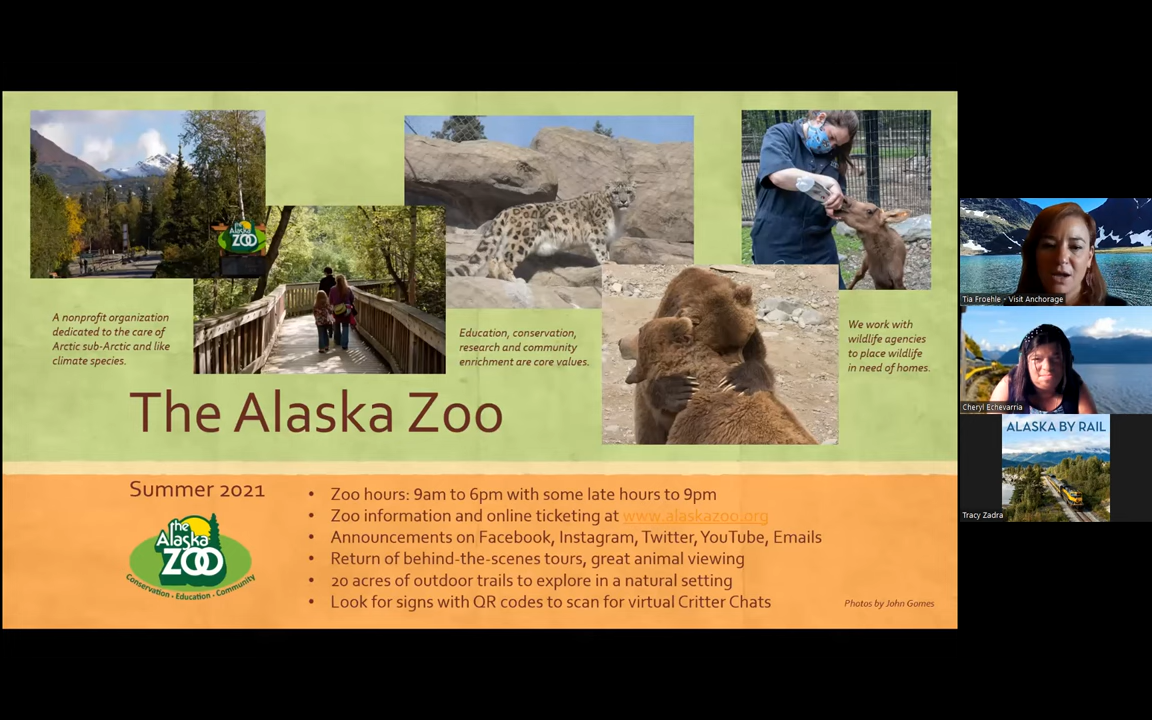 The Alaska ZOO
A nonprofit organization
dedicated to the care of
Arctic sub-Arctic and like
climate species.
Education, conservation,
research and community
enrichment are core values.
We work with
wildlife agencies
to place wildlife
in need of homes.
The Alaska Zoo
Summer 2021
the
Alaska
ZOO
Conservation • Education • Community
• Zoo hours: 9am to 6pm with some late hours to 9pm
• Zoo information and online ticketing at www.alaskazoo.org
• Announcements on Facebook, Instagram, Twitter, YouTube, Emails
• Return of behind-the-scenes tours, great animal viewing
• 20 acres of outdoor trails to explore in a natural setting
• Look for signs with QR codes to scan for virtual Critter Chats
Photos by John Gomes
Tia Froehle - Visit Anchorage
Cheryl Echevarria
ALASKA BY RAIL
Tracy Zadra